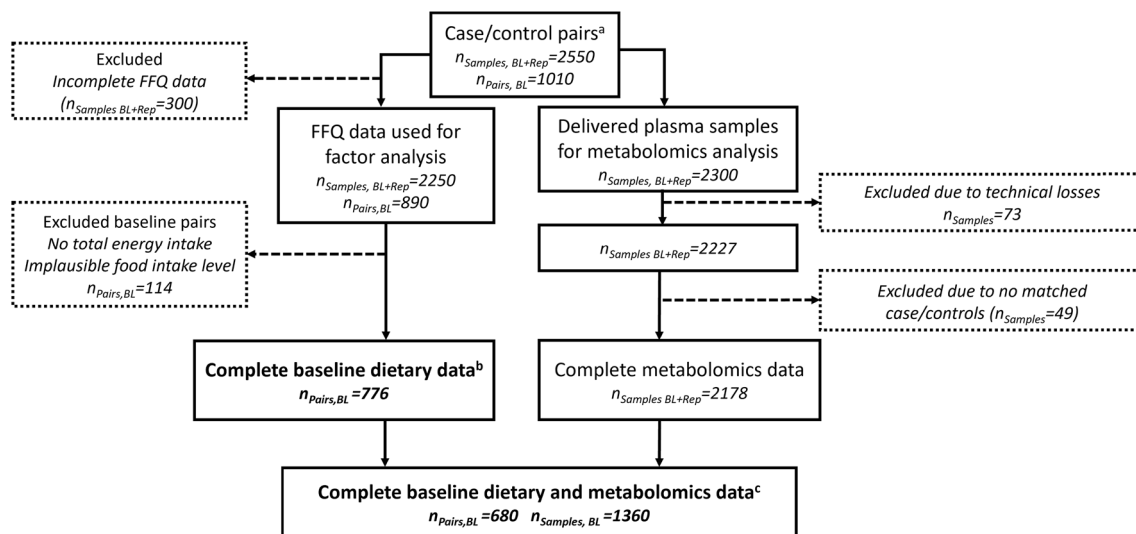 Case/control pairsᵃ
nSamples, BL+Rep=2550
nPairs, BL=1010
Excluded
Incomplete FFQ data
(nSamples BL+Rep=300)
FFQ data used for
factor analysis
nSamples, BL+Rep=2250
nPairs,BL=890
Delivered plasma samples
for metabolomics analysis
nSamples, BL+Rep=2300
Excluded due to technical losses
nSamples=73
Excluded baseline pairs
No total energy intake
Implausible food intake level
nPairs,BL=114
nSamples BL+Rep=2227
Excluded due to no matched
case/controls (nSamples=49)
Complete baseline dietary dataᵇ
nPairs,BL=776
Complete metabolomics data
nSamples BL+Rep=2178
Complete baseline dietary and metabolomics dataᶜ
nPairs,BL=680 nSamples, BL=1360